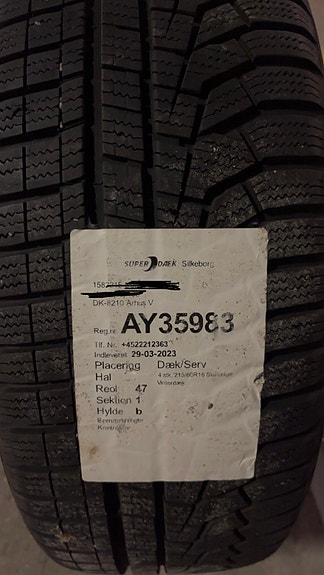 SUPER DÆK Silkeborg
DK-8210 Århus V
Reg.nr AY35983
Tlf. Nr. +4522212363
Indleveret 29-03-2023
Placering Dæk/Serv
Hal
Reol 47
Sektion 1
Hylde b